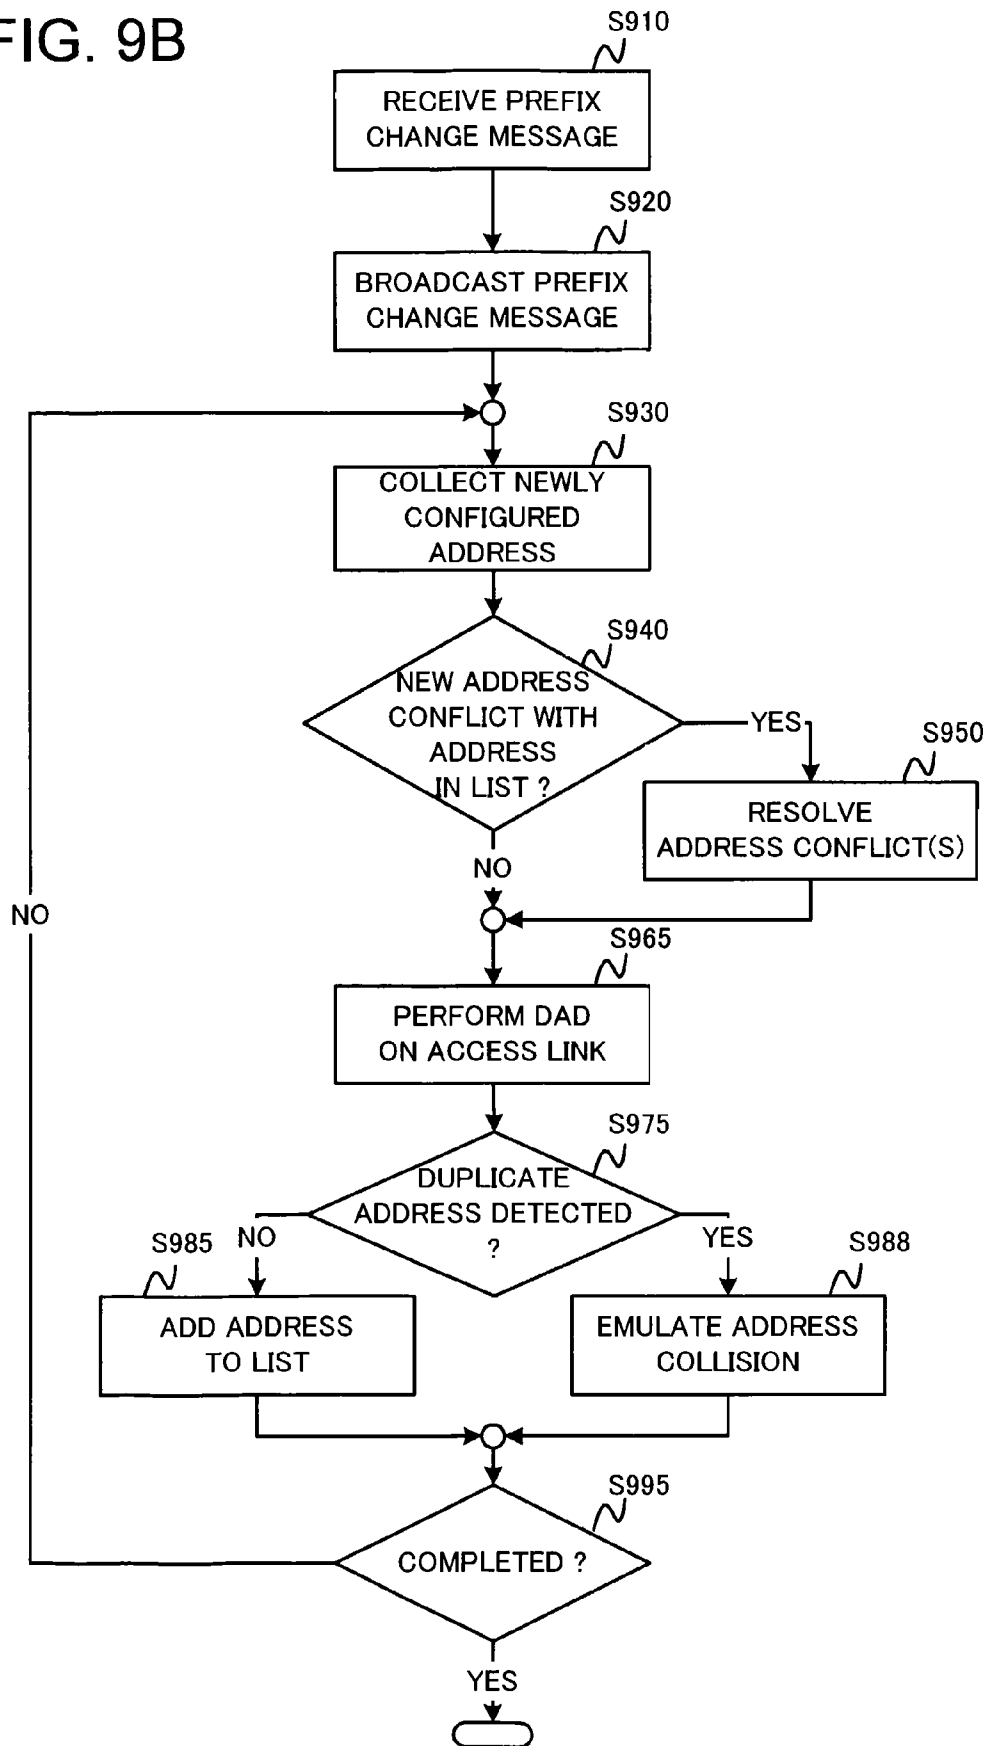 FIG. 9B
S910
RECEIVE PREFIX
CHANGE MESSAGE
S920
BROADCAST PREFIX
CHANGE MESSAGE
S930
COLLECT NEWLY
CONFIGURED
ADDRESS
S940
NEW ADDRESS
CONFLICT WITH
ADDRESS
IN LIST ?
YES
S950
RESOLVE
ADDRESS CONFLICT(S)
NO
NO
S965
PERFORM DAD
ON ACCESS LINK
S975
DUPLICATE
ADDRESS DETECTED
?
NO
YES
S985
ADD ADDRESS
TO LIST
S988
EMULATE ADDRESS
COLLISION
S995
COMPLETED ?
YES